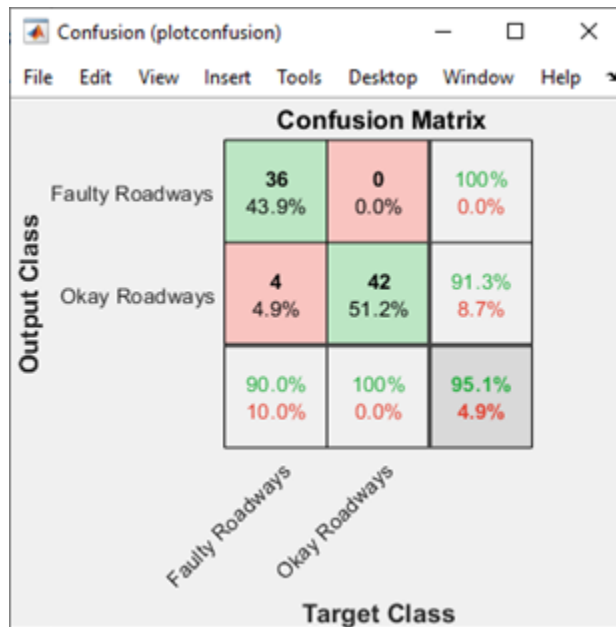 Confusion (plotconfusion)
File Edit View Insert Tools Desktop Window Help
Confusion Matrix
Output Class
Faulty Roadways 36 0 100%
43.9% 0.0% 0.0%
Okay Roadways 4 42 91.3%
4.9% 51.2% 8.7%
90.0% 100% 95.1%
10.0% 0.0% 4.9%
Faulty Roadways
Okay Roadways
Target Class